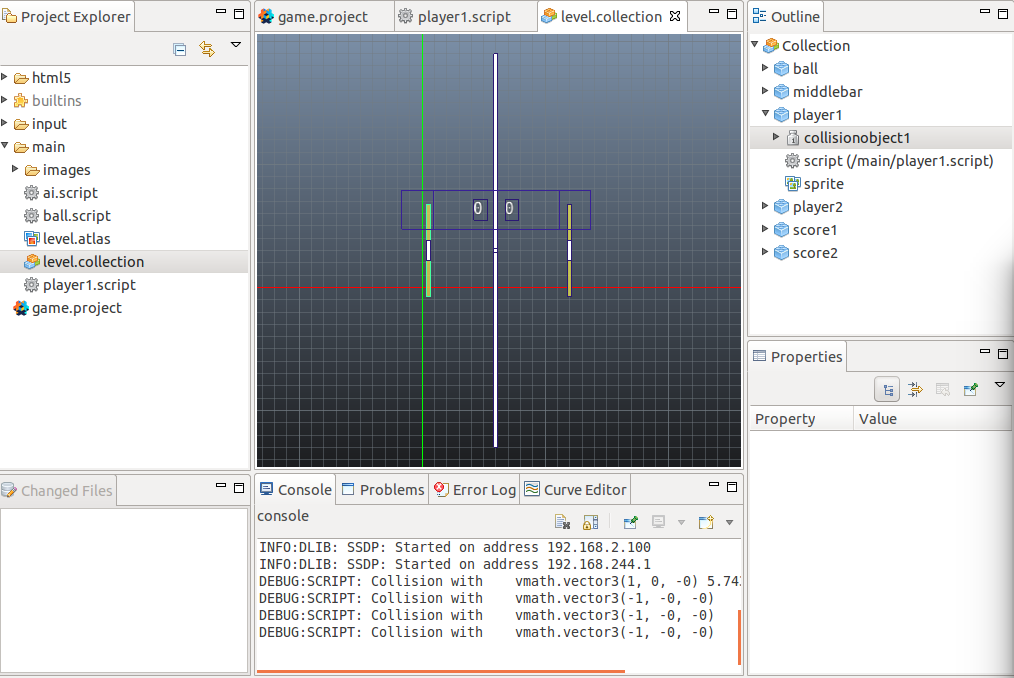 Project Explorer
html5
builtins
input
main
images
ai.script
ball.script
level.atlas
level.collection
player1.script
game.project
Changed Files
game.project
player1.script
level.collection
0 0
Console
Problems
Error Log
Curve Editor
console
INFO:DLIB: SSDP: Started on address 192.168.2.100
INFO:DLIB: SSDP: Started on address 192.168.244.1
DEBUG:SCRIPT: Collision with    vmath.vector3(1, 0, -0) 5.74
DEBUG:SCRIPT: Collision with    vmath.vector3(-1, -0, -0)
DEBUG:SCRIPT: Collision with    vmath.vector3(-1, -0, -0)
DEBUG:SCRIPT: Collision with    vmath.vector3(-1, -0, -0)
Outline
Collection
ball
middlebar
player1
collisionobject1
script (/main/player1.script)
sprite
player2
score1
score2
Properties
Property Value